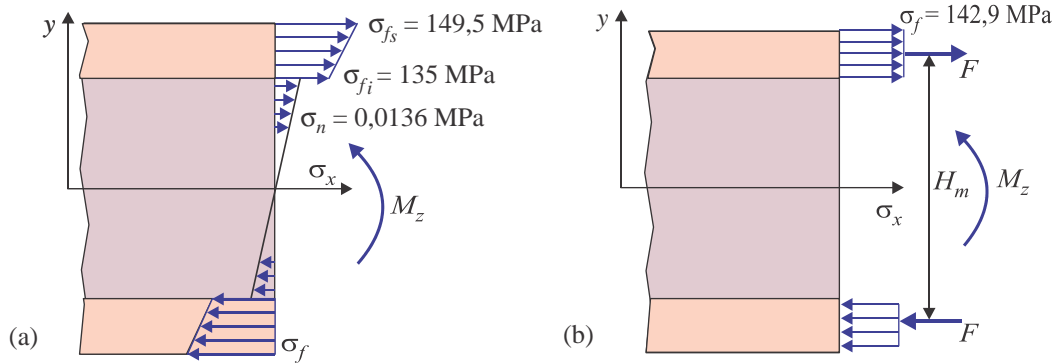 y
σfs = 149,5 MPa
σfi = 135 MPa
σn = 0,0136 MPa
σx
Mz
σf
(a)
y
σf = 142,9 MPa
F
Hm
Mz
σx
F
(b)